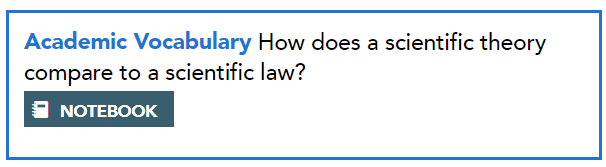 Academic Vocabulary How does a scientific theory
compare to a scientific law?
NOTEBOOK